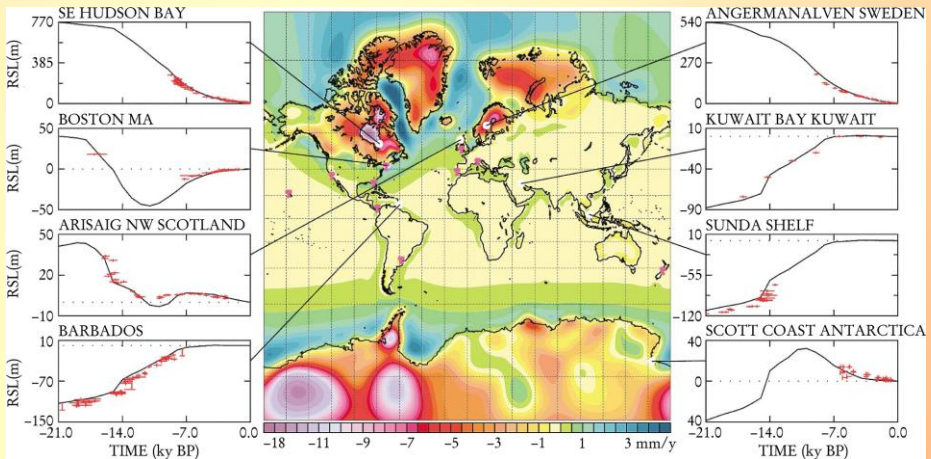 SE HUDSON BAY
770
385
0
RSL(m)
BOSTON MA
50
0
−50
RSL(m)
ARISAIG NW SCOTLAND
50
20
−10
RSL(m)
BARBADOS
10
−70
−150
RSL(m)
−21.0 −14.0 −7.0 0.0
TIME (ky BP)
−18 −11 −9 −7 −5 −3 −1 1 3 mm/y
ANGERMANALVEN SWEDEN
540
270
0
KUWAIT BAY KUWAIT
10
−40
−90
SUNDA SHELF
10
−55
−120
SCOTT COAST ANTARCTICA
40
0
40
−21.0 −14.0 −7.0 0.0
TIME (ky BP)